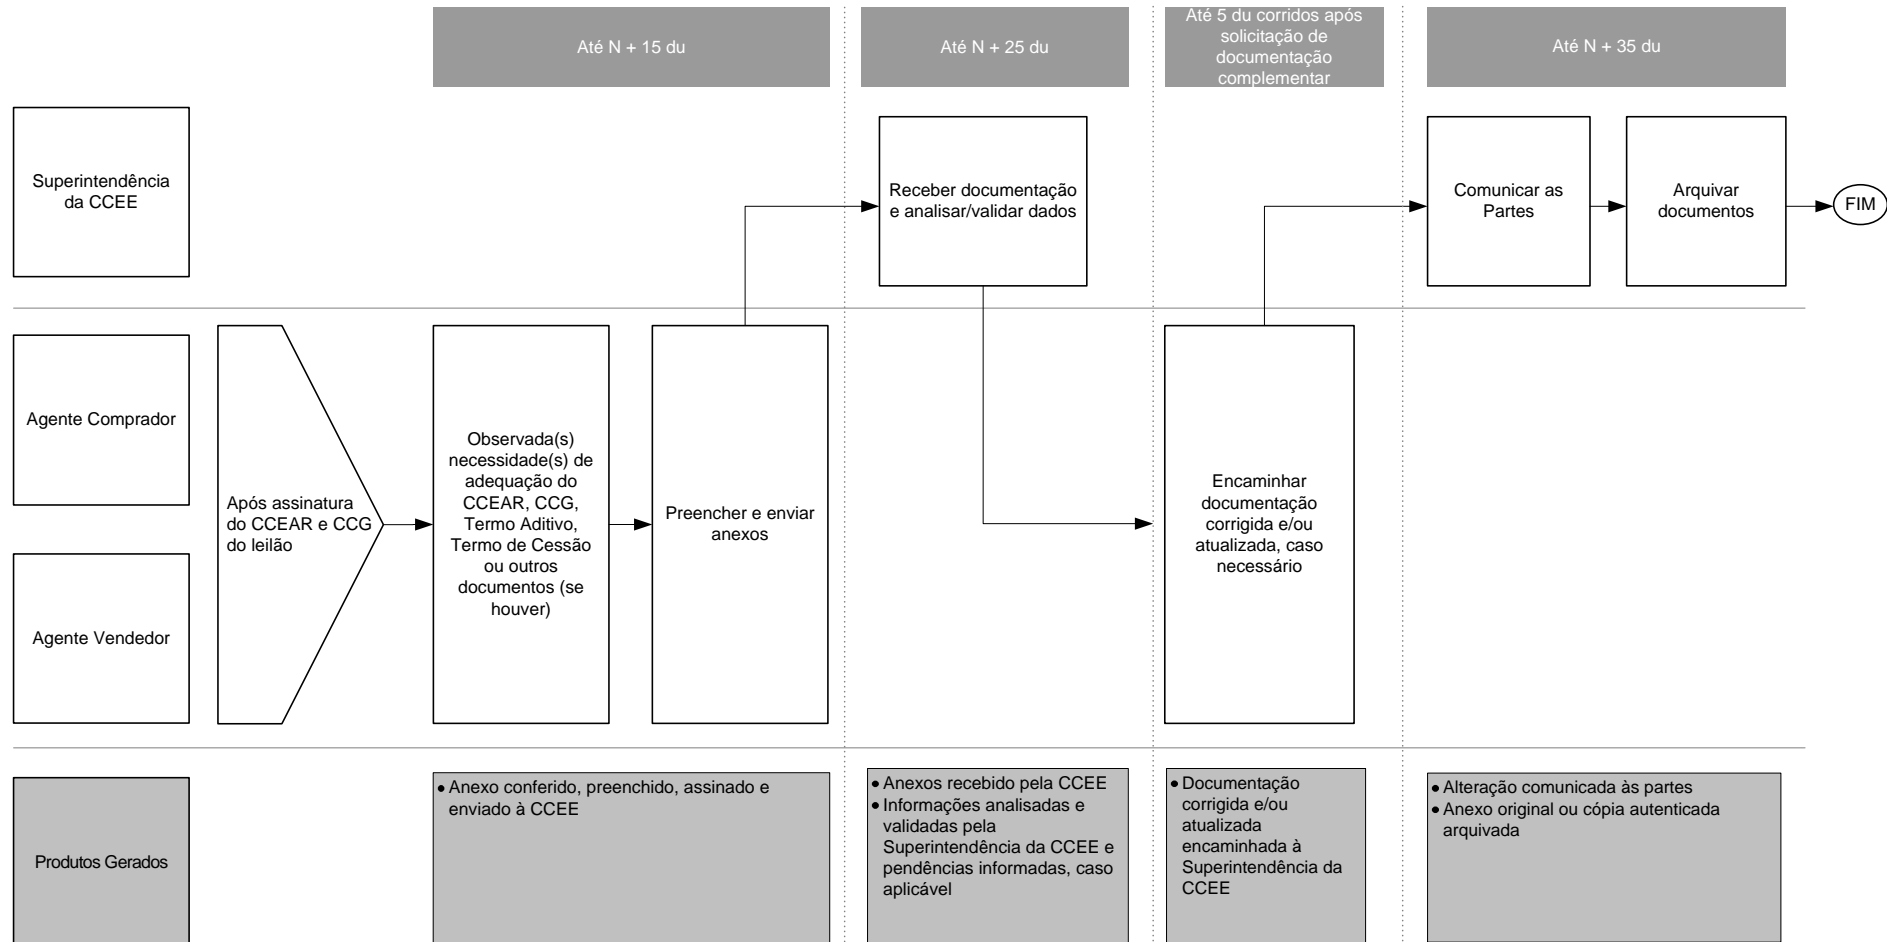 Até N + 15 du
Até N + 25 du
Até 5 du corridos após
solicitação de
documentação
complementar
Até N + 35 du
Superintendência
da CCEE
Receber documentação
e analisar/validar dados
Comunicar as
Partes
Arquivar
documentos
FIM
Agente Comprador
Agente Vendedor
Após assinatura
do CCEAR e CCG
do leilão
Observada(s)
necessidade(s) de
adequação do
CCEAR, CCG,
Termo Aditivo,
Termo de Cessão
ou outros
documentos (se
houver)
Preencher e enviar
anexos
Encaminhar
documentação
corrigida e/ou
atualizada, caso
necessário
Produtos Gerados
• Anexo conferido, preenchido, assinado e
enviado à CCEE
• Anexos recebido pela CCEE
• Informações analisadas e
validadas pela
Superintendência da CCEE e
pendências informadas, caso
aplicável
• Documentação
corrigida e/ou
atualizada
encaminhada à
Superintendência da
CCEE
• Alteração comunicada às partes
• Anexo original ou cópia autenticada
arquivada